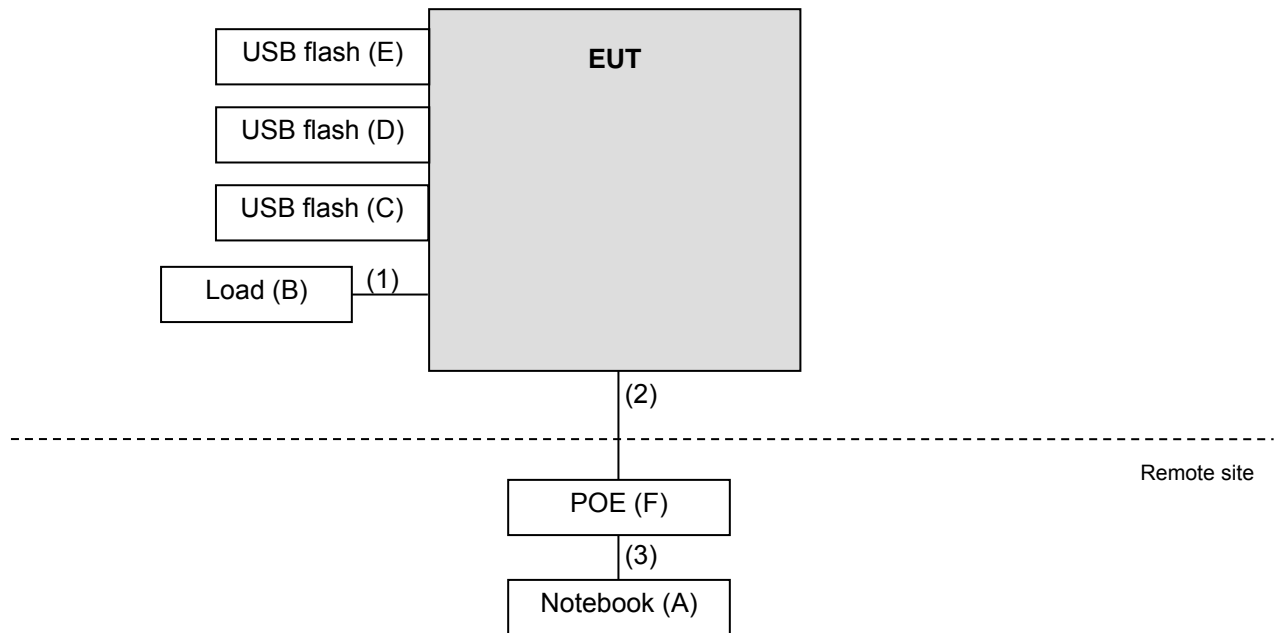 USB flash (E)
EUT
USB flash (D)
USB flash (C)
Load (B)
(1)
(2)
Remote site
POE (F)
(3)
Notebook (A)